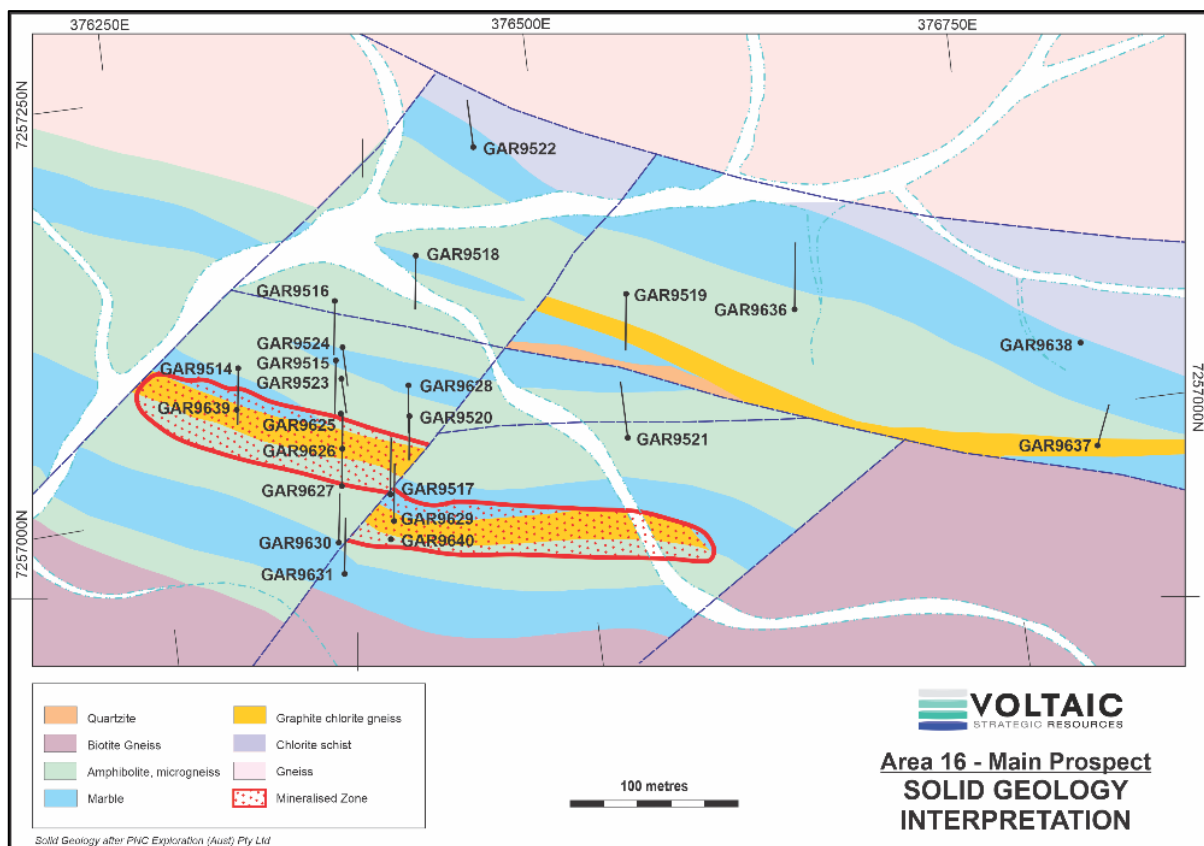 376250E
376500E
376750E
7257250N
GAR9522
GAR9518
GAR9516
GAR9519
GAR9636
GAR9524
GAR9638
GAR9515
GAR9514
GAR9523
GAR9628
7257000N
GAR9639
GAR9625
GAR9520
GAR9521
GAR9626
GAR9637
GAR9627
GAR9517
GAR9629
7257000N
GAR9630
GAR9640
GAR9631
Quartzite
Graphite chlorite gneiss
Biotite Gneiss
Chlorite schist
Amphibolite, microgneiss
Gneiss
Marble
Mineralised Zone
Solid Geology after PNC Exploration (Aust) Pty Ltd
100 metres
VOLTAIC
STRATEGIC RESOURCES
Area 16 - Main Prospect
SOLID GEOLOGY
INTERPRETATION